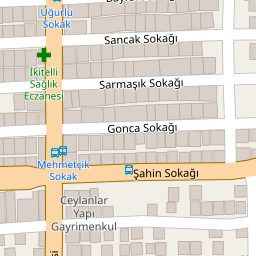 Uğurlu
Sokak
Sancak Sokağı
İkitelli
Sağlık
Eczanesi
Sarmaşık Sokağı
Gonca Sokağı
Mehmetçik
Sokak
Şahin Sokağı
Ceylanlar
Yapı
Gayrimenkul